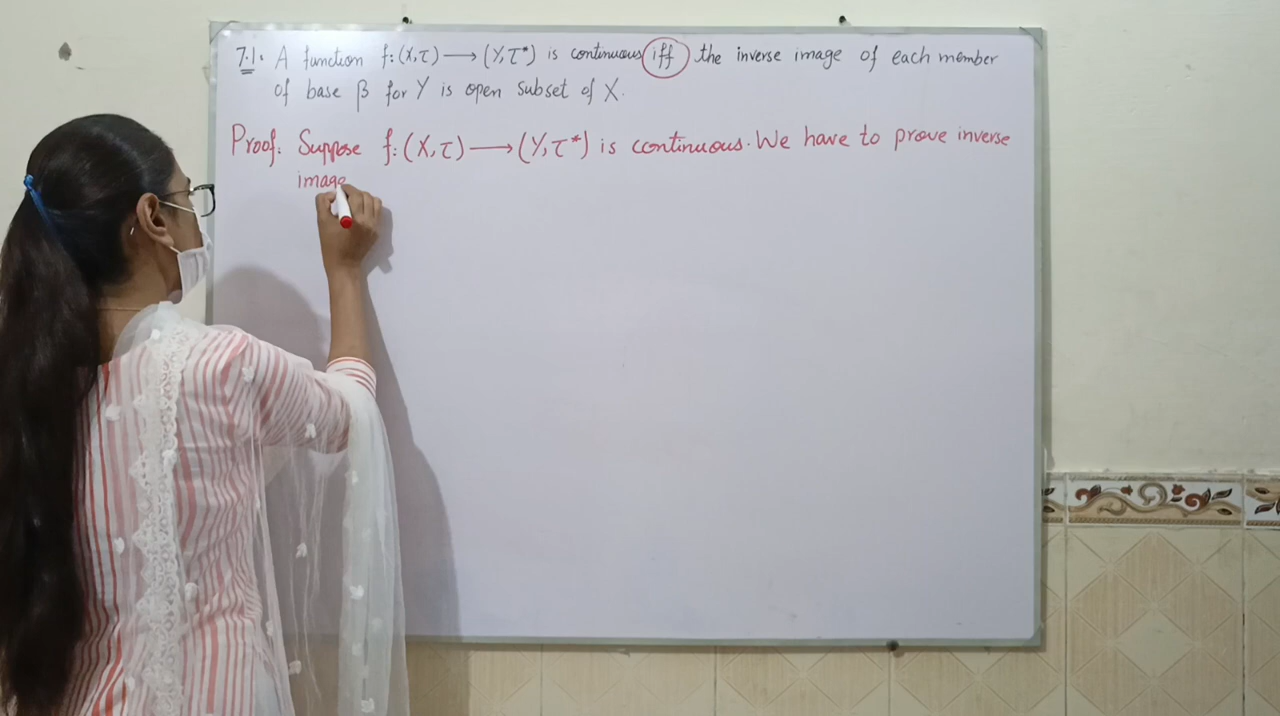 7.1. A function f: (X, τ) ⟶ (Y, τ*) is continuous iff the inverse image of each member
of base β for Y is open subset of X.
Proof: Suppose f: (X, τ) ⟶ (Y, τ*) is continuous. We have to prove inverse
image